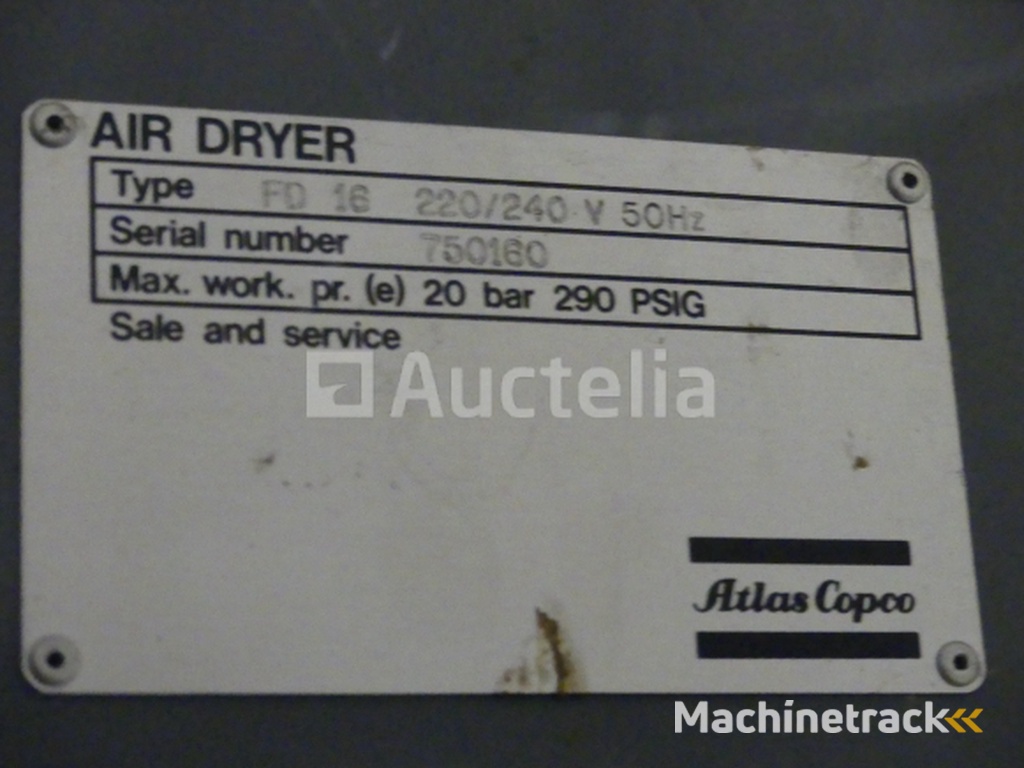 AIR DRYER
Type FD 16 220/240 V 50Hz
Serial number 750160
Max. work. pr. (e) 20 bar 290 PSIG
Sale and service
Auctelia
Atlas Copco
Machinetrack